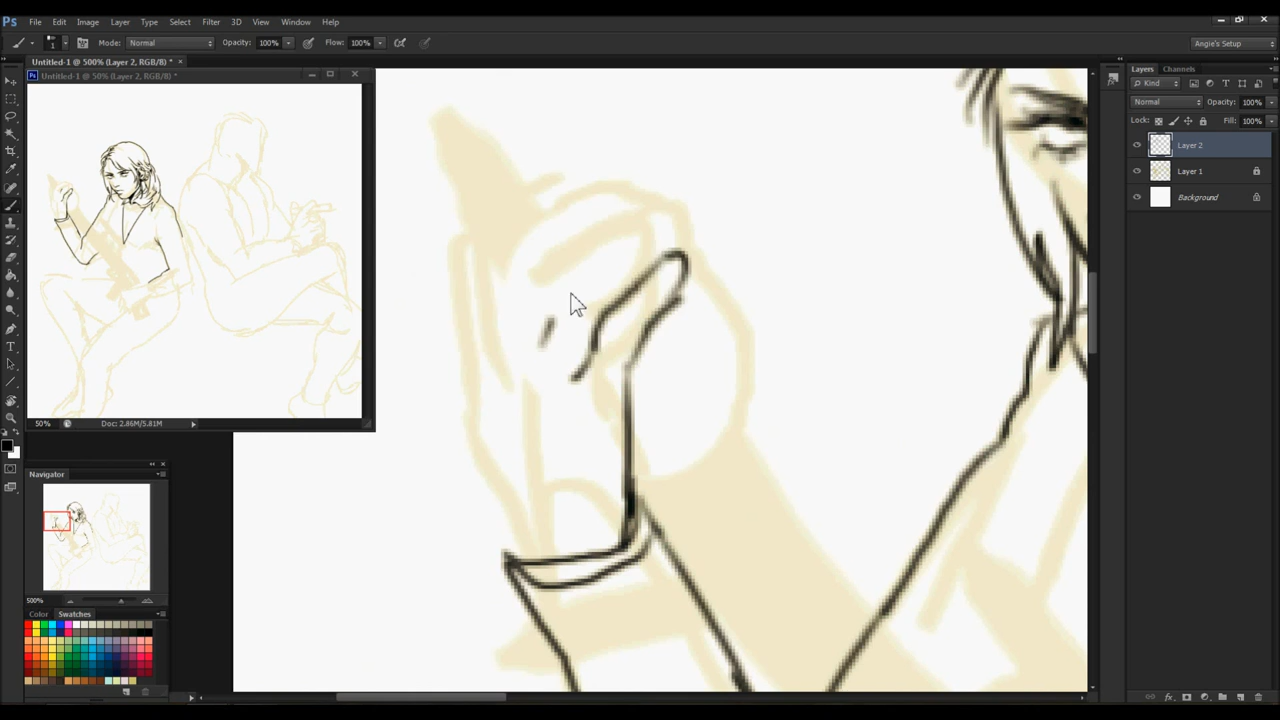 Ps File Edit Image Layer Type Select Filter 3D View Window Help
1 Mode: Normal Opacity: 100% Flow: 100% Angie's Setup
Untitled-1 @ 500% (Layer 2, RGB/8) * ×
Ps Untitled-1 @ 50% (Layer 2, RGB/8) *
50% Doc: 2.86M/5.81M
Navigator
500%
Color Swatches
Layers Channels
Kind
Normal Opacity: 100%
Lock: Fill: 100%
Layer 2
Layer 1
Background